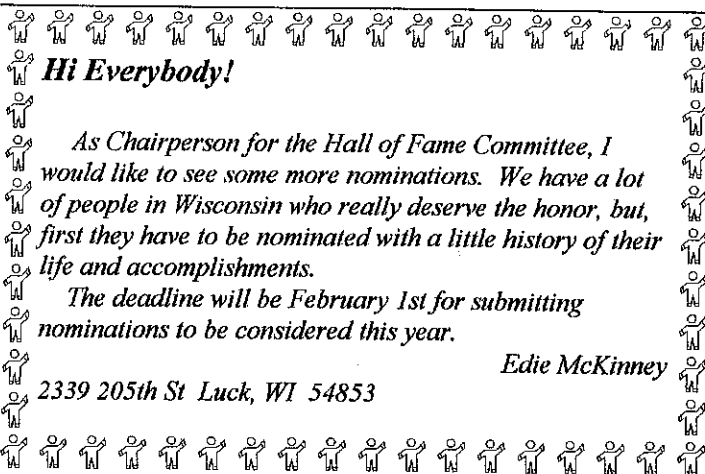 Hi Everybody!
As Chairperson for the Hall of Fame Committee, I
would like to see some more nominations. We have a lot
of people in Wisconsin who really deserve the honor, but,
first they have to be nominated with a little history of their
life and accomplishments.
The deadline will be February 1st for submitting
nominations to be considered this year.
Edie McKinney
2339 205th St Luck, WI 54853